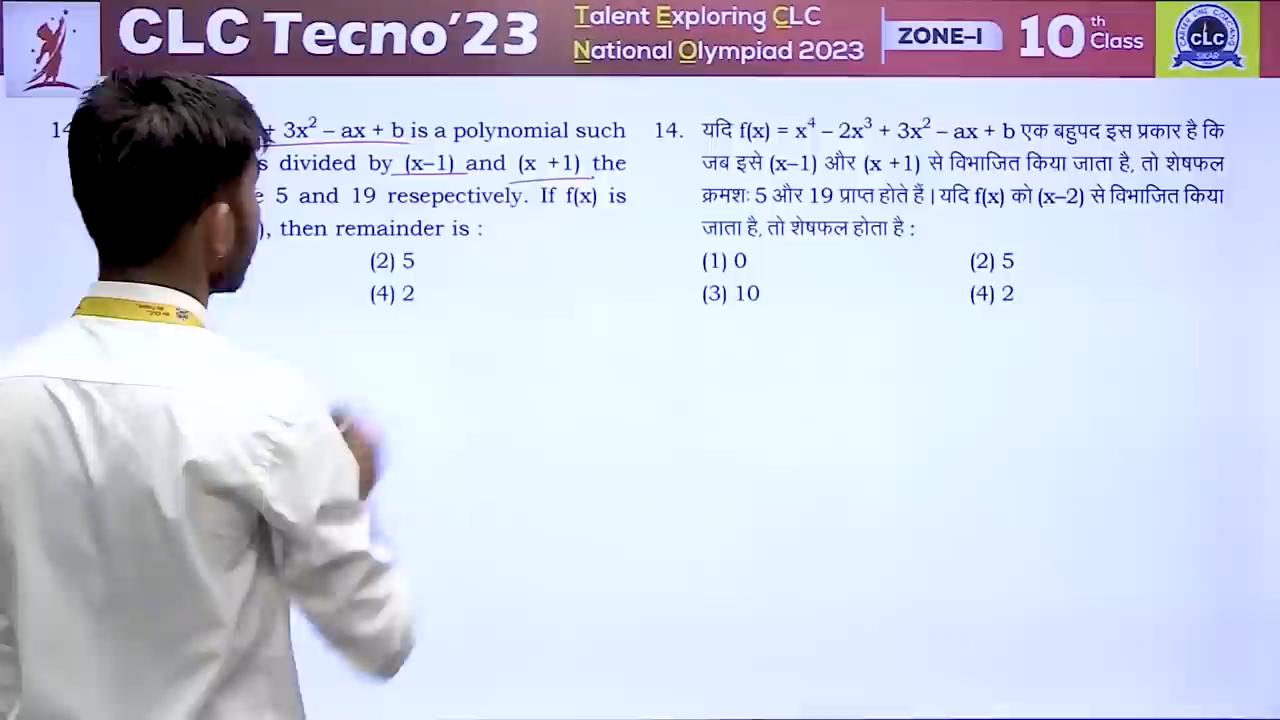 CLC Tecno’23
Talent Exploring CLC
National Olympiad 2023
ZONE–I
10th Class
CLC
SIKAR
14
+ 3x² – ax + b is a polynomial such
s divided by (x–1) and (x +1) the
e 5 and 19 resepectively. If f(x) is
), then remainder is :
(2) 5
(4) 2
14. यदि f(x) = x⁴ – 2x³ + 3x² – ax + b एक बहुपद इस प्रकार है कि
जब इसे (x–1) और (x +1) से विभाजित किया जाता है, तो शेषफल
क्रमशः 5 और 19 प्राप्त होते हैं। यदि f(x) को (x–2) से विभाजित किया
जाता है, तो शेषफल होता है :
(1) 0 (2) 5
(3) 10 (4) 2